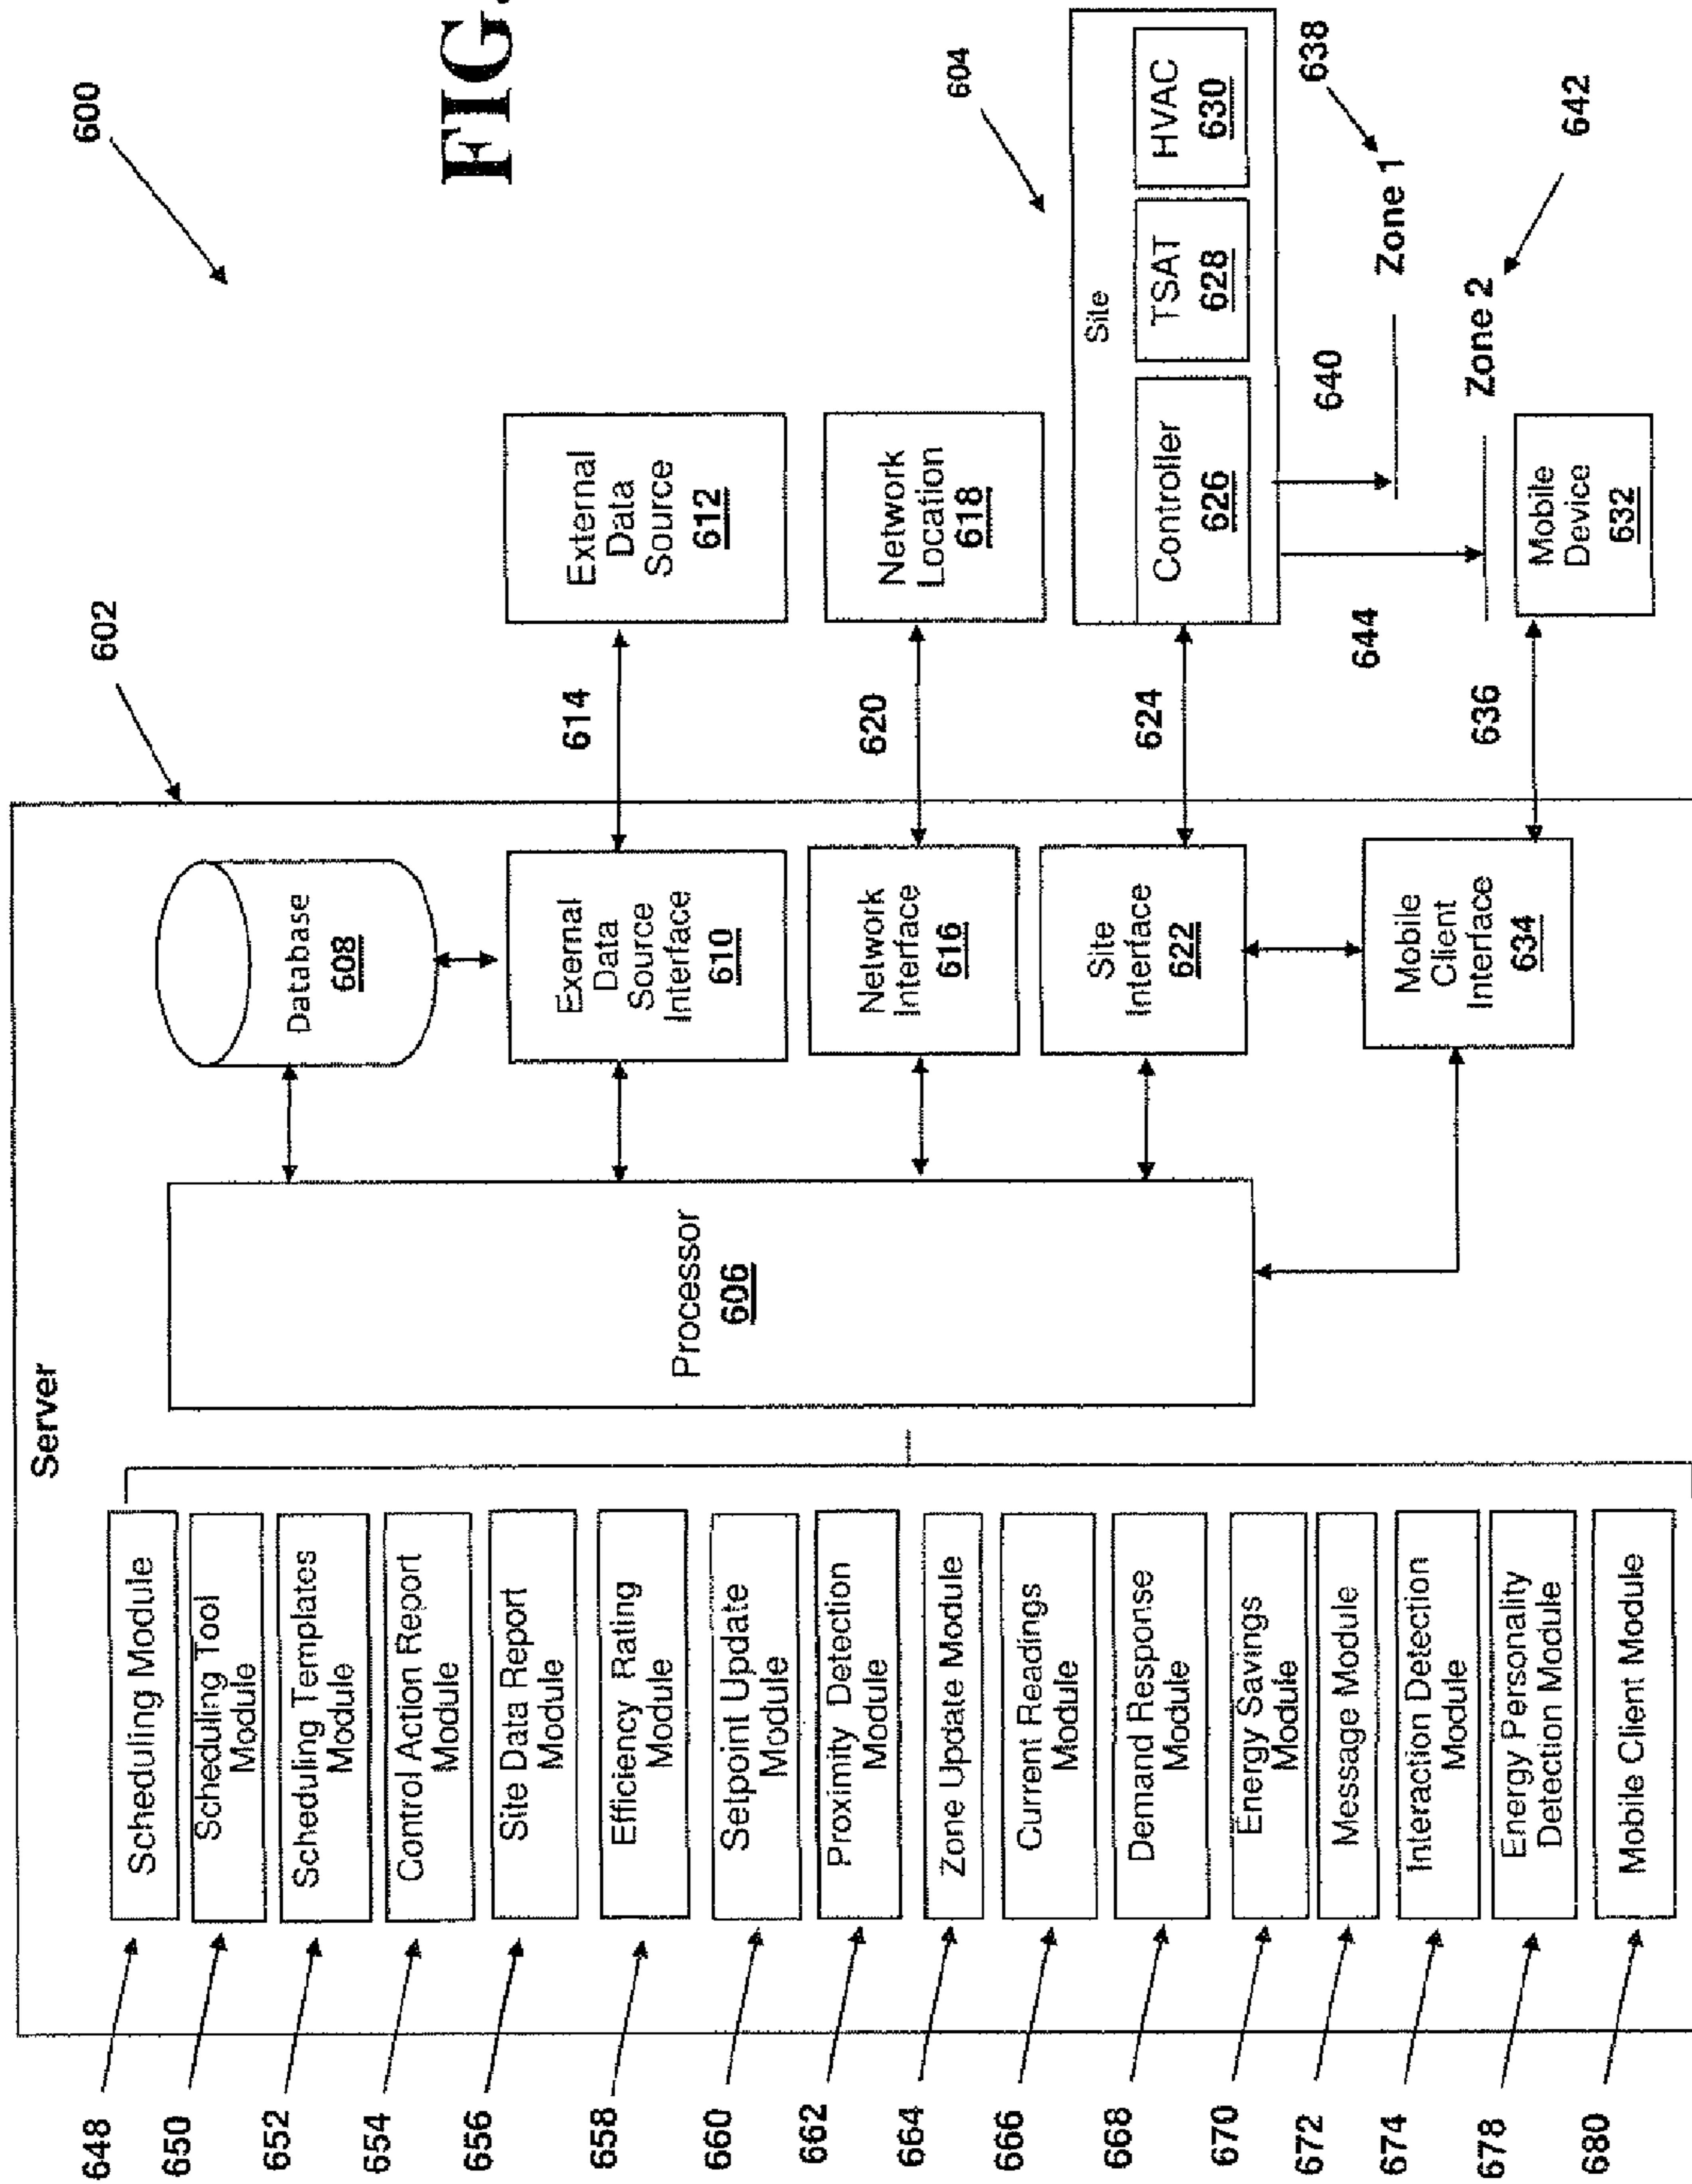 600
FIG.
Server
602
648
Scheduling Module
650
Scheduling Tool
Module
652
Scheduling Templates
Module
654
Control Action Report
Module
656
Site Data Report
Module
658
Efficiency Rating
Module
660
Setpoint Update
Module
662
Proximity Detection
Module
664
Zone Update Module
666
Current Readings
Module
668
Demand Response
Module
670
Energy Savings
Module
672
Message Module
674
Interaction Detection
Module
678
Energy Personality
Detection Module
680
Mobile Client Module
Processor
606
Database
608
Exernal
Data
Source
Interface
610
614
External
Data
Source
612
Network
Interface
616
620
Network
Location
618
Site
Interface
622
624
604
Site
Controller
626
TSAT
628
HVAC
630
640
Zone 1
638
644
Zone 2
642
Mobile
Client
Interface
634
636
Mobile
Device
632